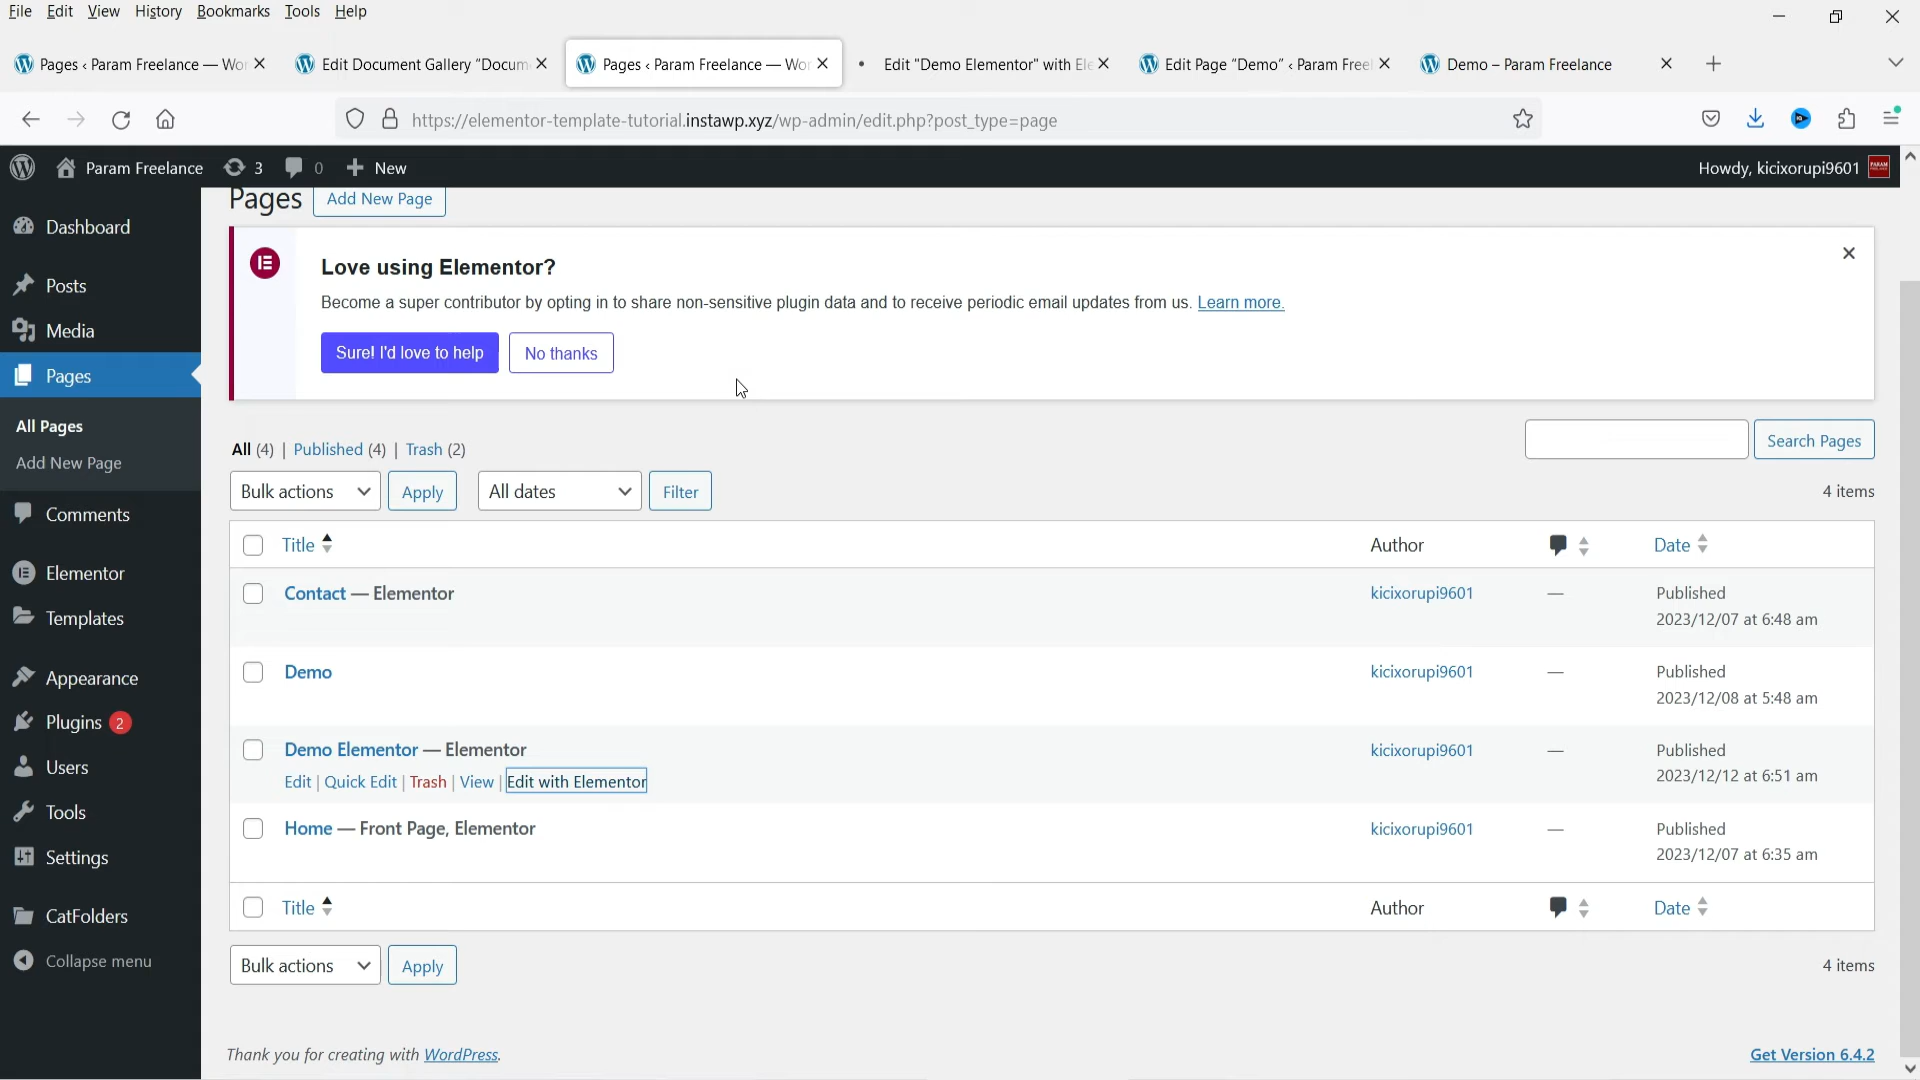 File Edit View History Bookmarks Tools Help
Pages ‹ Param Freelance — Wor
Edit Document Gallery “Docum
Pages ‹ Param Freelance — Wor
Edit "Demo Elementor" with Ele
Edit Page “Demo” ‹ Param Freel
Demo – Param Freelance
https://elementor-template-tutorial.instawp.xyz/wp-admin/edit.php?post_type=page
Param Freelance 3 0 New
Howdy, kicixorupi9601
Dashboard
Posts
Media
Pages
All Pages
Add New Page
Comments
Elementor
Templates
Appearance
Plugins 2
Users
Tools
Settings
CatFolders
Collapse menu
Pages Add New Page
Love using Elementor?
Become a super contributor by opting in to share non-sensitive plugin data and to receive periodic email updates from us. Learn more.
Sure! I'd love to help No thanks
All (4) | Published (4) | Trash (2)
Search Pages
Bulk actions Apply All dates Filter
4 items
Title Author Date
Contact — Elementor kicixorupi9601 — Published
2023/12/07 at 6:48 am
Demo kicixorupi9601 — Published
2023/12/08 at 5:48 am
Demo Elementor — Elementor kicixorupi9601 — Published
Edit | Quick Edit | Trash | View | Edit with Elementor 2023/12/12 at 6:51 am
Home — Front Page, Elementor kicixorupi9601 — Published
2023/12/07 at 6:35 am
Title Author Date
Bulk actions Apply
4 items
Thank you for creating with WordPress.
Get Version 6.4.2